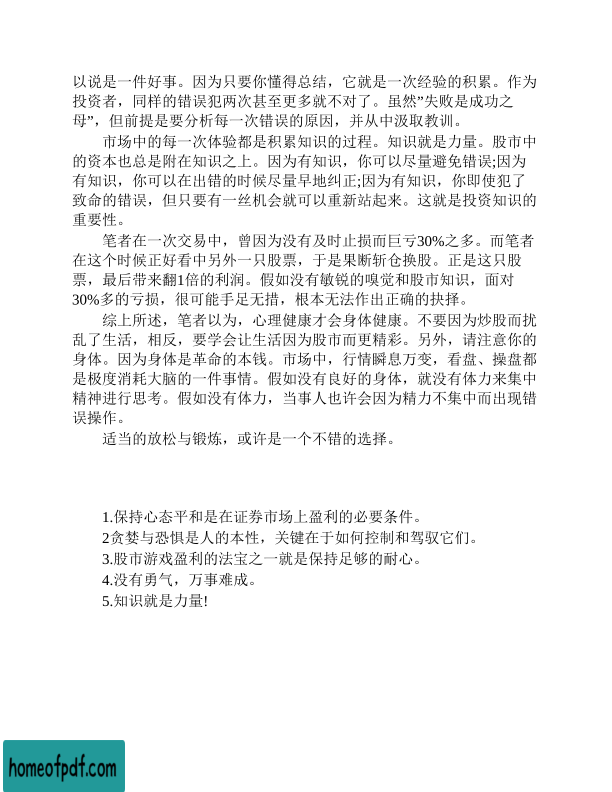 以说是一件好事。因为只要你懂得总结，它就是一次经验的积累。作为
投资者，同样的错误犯两次甚至更多就不对了。虽然”失败是成功之
母”，但前提是要分析每一次错误的原因，并从中汲取教训。
市场中的每一次体验都是积累知识的过程。知识就是力量。股市中
的资本也总是附在知识之上。因为有知识，你可以尽量避免错误;因为
有知识，你可以在出错的时候尽量早地纠正;因为有知识，你即使犯了
致命的错误，但只要有一丝机会就可以重新站起来。这就是投资知识的
重要性。
笔者在一次交易中，曾因为没有及时止损而巨亏30%之多。而笔者
在这个时候正好看中另外一只股票，于是果断斩仓换股。正是这只股
票，最后带来翻1倍的利润。假如没有敏锐的嗅觉和股市知识，面对
30%多的亏损，很可能手足无措，根本无法作出正确的抉择。
综上所述，笔者以为，心理健康才会身体健康。不要因为炒股而扰
乱了生活，相反，要学会让生活因为股市而更精彩。另外，请注意你的
身体。因为身体是革命的本钱。市场中，行情瞬息万变，看盘、操盘都
是极度消耗大脑的一件事情。假如没有良好的身体，就没有体力来集中
精神进行思考。假如没有体力，当事人也许会因为精力不集中而出现错
误操作。
适当的放松与锻炼，或许是一个不错的选择。
1.保持心态平和是在证券市场上盈利的必要条件。
2贪婪与恐惧是人的本性，关键在于如何控制和驾驭它们。
3.股市游戏盈利的法宝之一就是保持足够的耐心。
4.没有勇气，万事难成。
5.知识就是力量!
homeofpdf.com